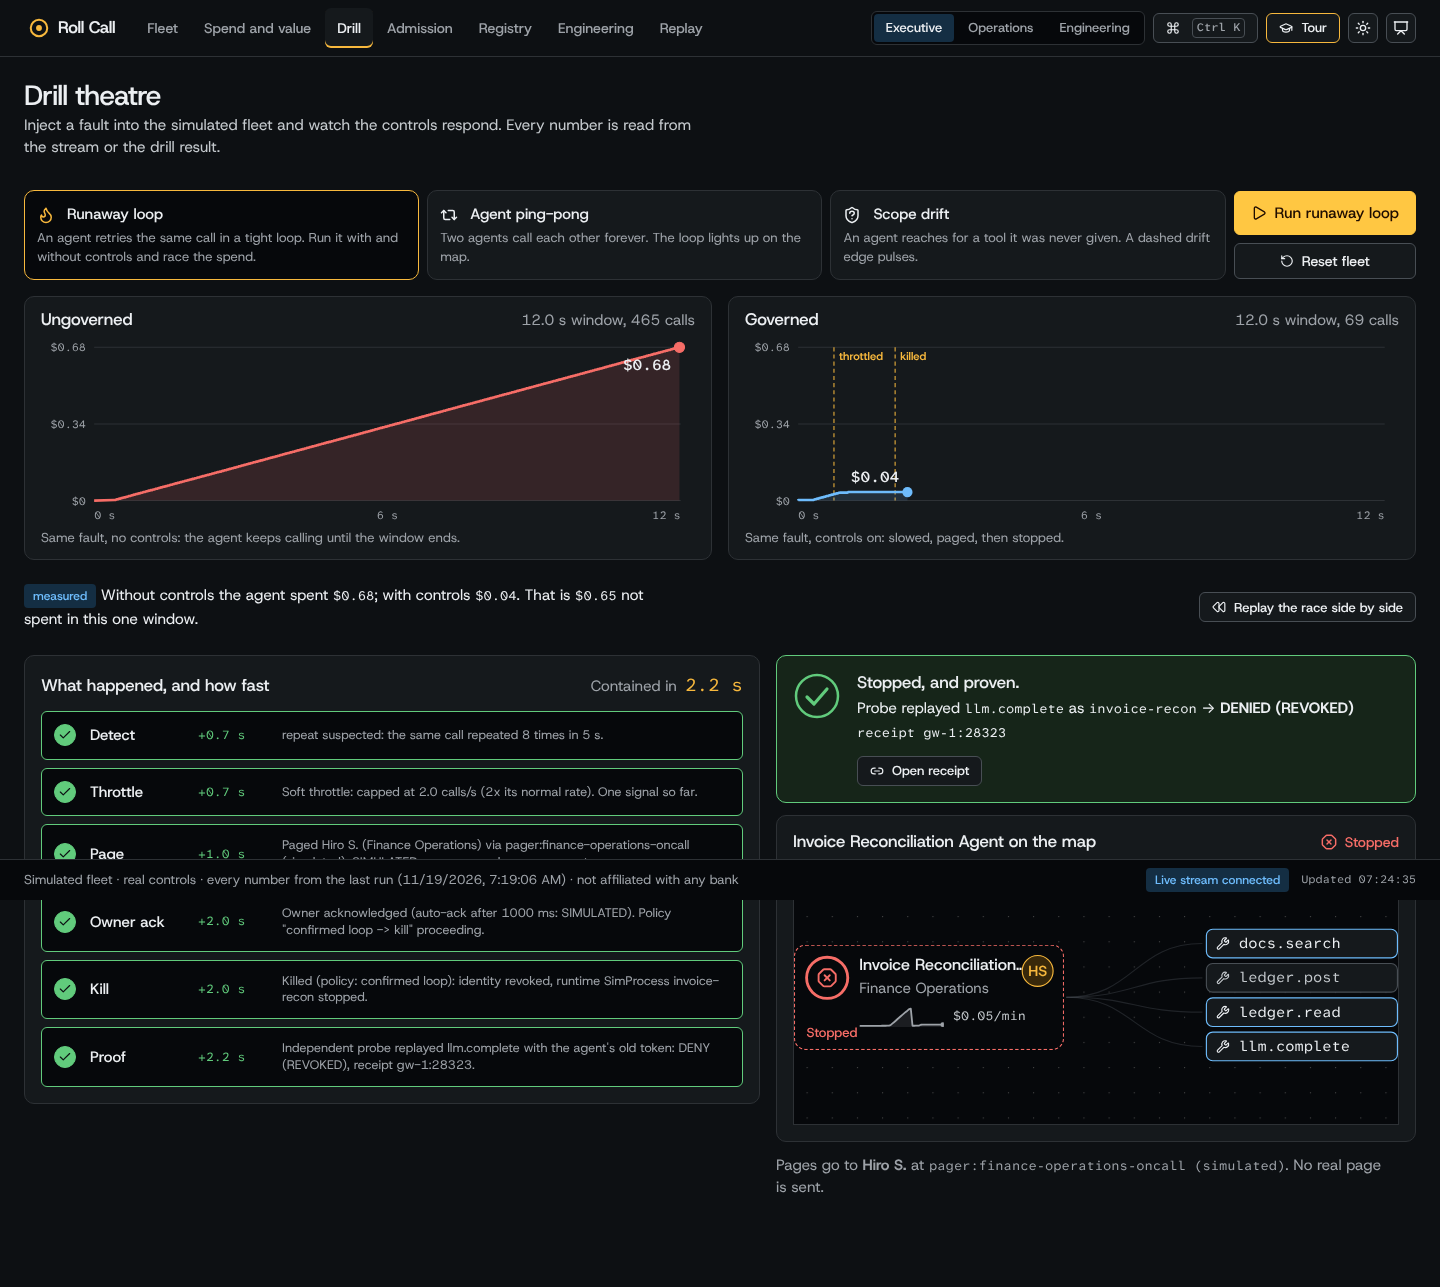 Roll Call
Fleet
Spend and value
Drill
Admission
Registry
Engineering
Replay
Executive
Operations
Engineering
Ctrl K
Tour
Drill theatre
Inject a fault into the simulated fleet and watch the controls respond. Every number is read from
the stream or the drill result.
Runaway loop
An agent retries the same call in a tight loop. Run it with and
without controls and race the spend.
Agent ping-pong
Two agents call each other forever. The loop lights up on the
map.
Scope drift
An agent reaches for a tool it was never given. A dashed drift
edge pulses.
Run runaway loop
Reset fleet
Ungoverned
12.0 s window, 465 calls
$0.68
$0.68
$0.34
$0
0 s
6 s
12 s
Same fault, no controls: the agent keeps calling until the window ends.
Governed
12.0 s window, 69 calls
$0.68
throttled
killed
$0.34
$0.04
$0
0 s
6 s
12 s
Same fault, controls on: slowed, paged, then stopped.
measured Without controls the agent spent $0.68; with controls $0.04. That is $0.65 not
spent in this one window.
Replay the race side by side
What happened, and how fast
Contained in 2.2 s
Detect
+0.7 s
repeat suspected: the same call repeated 8 times in 5 s.
Throttle
+0.7 s
Soft throttle: capped at 2.0 calls/s (2x its normal rate). One signal so far.
Page
+1.0 s
Paged Hiro S. (Finance Operations) via pager:finance-operations-oncall
Owner ack
+2.0 s
Owner acknowledged (auto-ack after 1000 ms: SIMULATED). Policy
"confirmed loop -> kill" proceeding.
Kill
+2.0 s
Killed (policy: confirmed loop): identity revoked, runtime SimProcess invoice-
recon stopped.
Proof
+2.2 s
Independent probe replayed llm.complete with the agent's old token: DENY
(REVOKED), receipt gw-1:28323.
Stopped, and proven.
Probe replayed llm.complete as invoice-recon → DENIED (REVOKED)
receipt gw-1:28323
Open receipt
Invoice Reconciliation Agent on the map
Stopped
Simulated fleet · real controls · every number from the last run (11/19/2026, 7:19:06 AM) · not affiliated with any bank
Live stream connected
Updated 07:24:35
Invoice Reconciliation…
HS
Finance Operations
$0.05/min
Stopped
docs.search
ledger.post
ledger.read
llm.complete
Pages go to Hiro S. at pager:finance-operations-oncall (simulated). No real page
is sent.